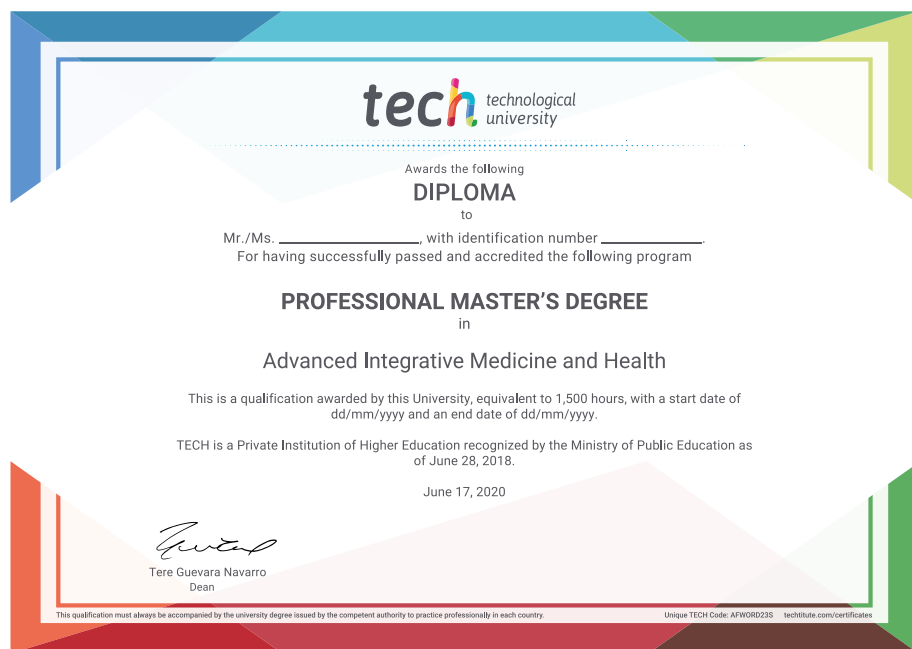 tech technological
university
Awards the following
DIPLOMA
to
Mr./Ms. ____________________, with identification number ______________.
For having successfully passed and accredited the following program
PROFESSIONAL MASTER'S DEGREE
in
Advanced Integrative Medicine and Health
This is a qualification awarded by this University, equivalent to 1,500 hours, with a start date of
dd/mm/yyyy and an end date of dd/mm/yyyy.
TECH is a Private Institution of Higher Education recognized by the Ministry of Public Education as
of June 28, 2018.
June 17, 2020
Tere Guevara Navarro
Dean
This qualification must always be accompanied by the university degree issued by the competent authority to practice professionally in each country. Unique TECH Code: AFWORD23S techtitute.com/certificates